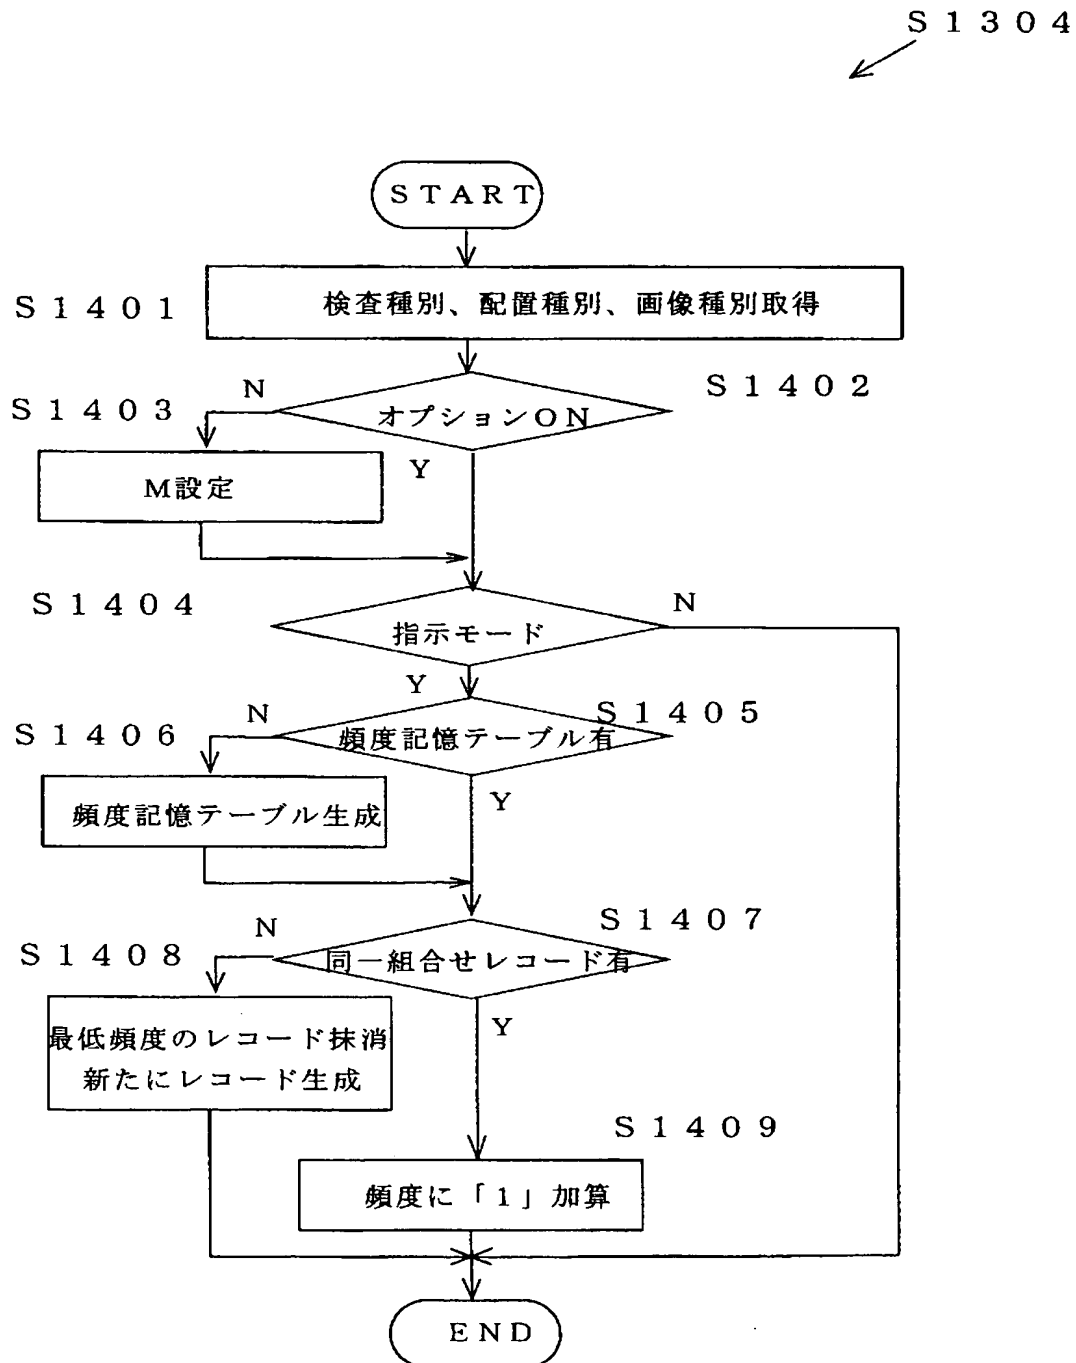 S1304
START
S1401
検査種別、配置種別、画像種別取得
N
S1402
S1403
オプションON
Y
M設定
S1404
N
指示モード
Y
N
S1405
S1406
頻度記憶テーブル有
Y
頻度記憶テーブル生成
N
S1407
S1408
同一組合せレコード有
Y
最低頻度のレコード抹消
新たにレコード生成
S1409
頻度に「1」加算
END